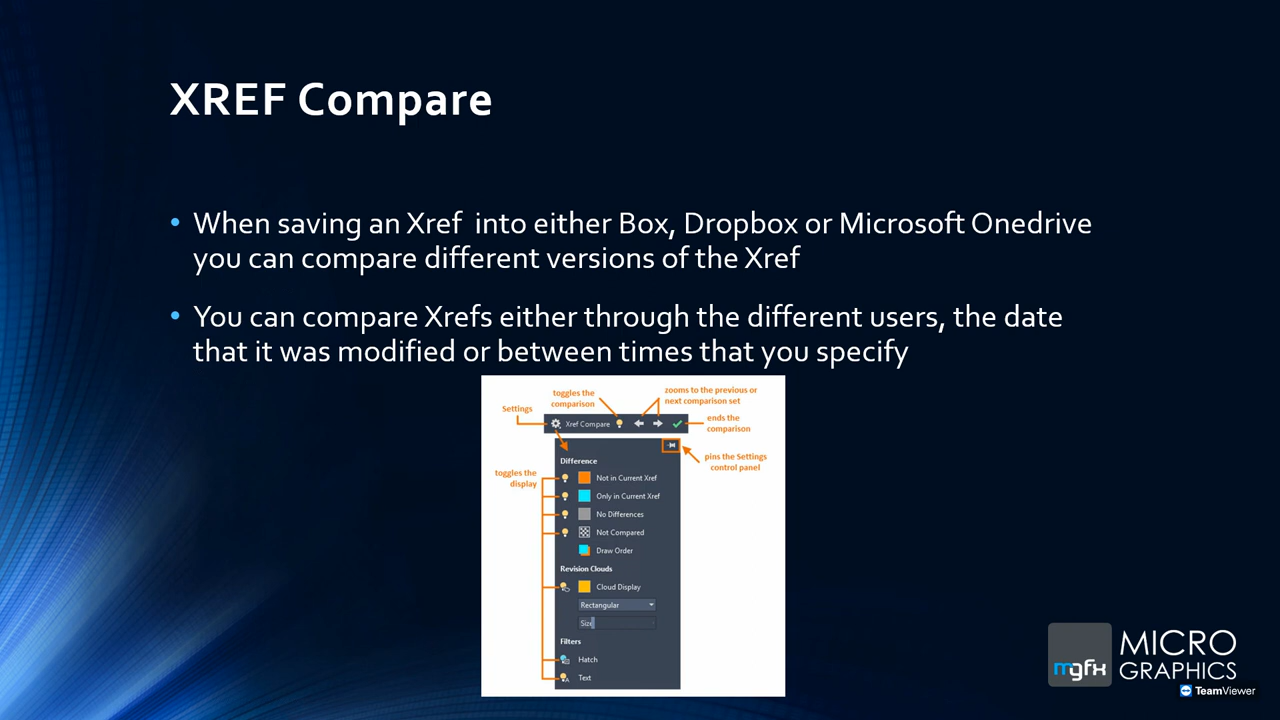 XREF Compare
• When saving an Xref  into either Box, Dropbox or Microsoft Onedrive
you can compare different versions of the Xref
• You can compare Xrefs either through the different users, the date
that it was modified or between times that you specify
toggles the
comparison
zooms to the previous or
next comparison set
Settings
Xref Compare
ends the
comparison
pins the Settings
control panel
toggles the
display
Difference
Not in Current Xref
Only in Current Xref
No Differences
Not Compared
Draw Order
Revision Clouds
Cloud Display
Rectangular
Size
Filters
Hatch
Text
mgfx
MICRO
GRAPHICS
TeamViewer